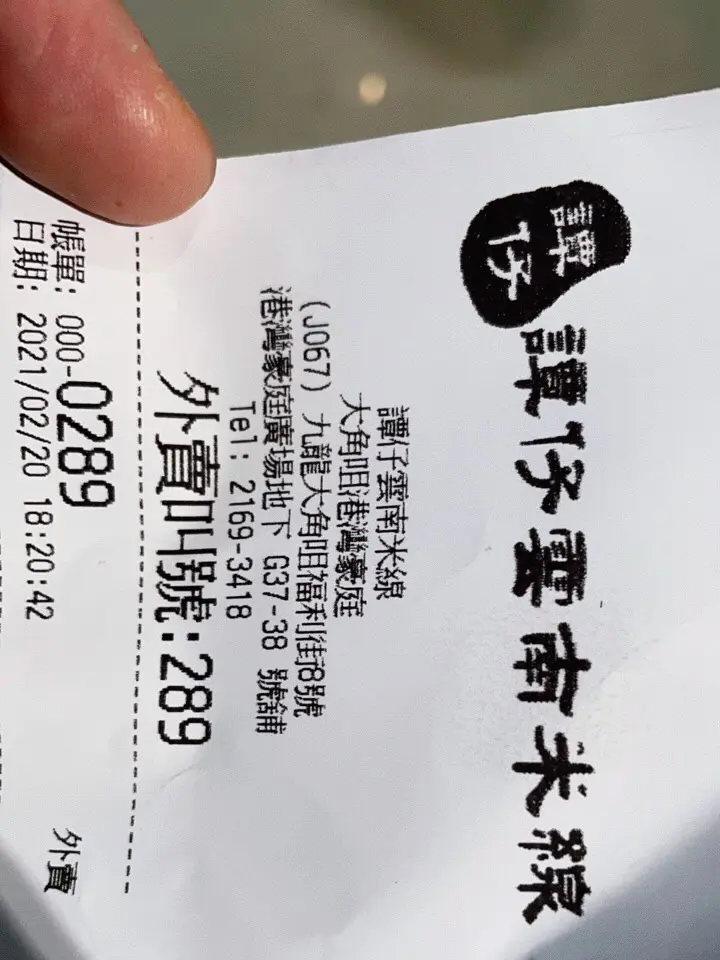 譚仔
譚仔雲南米線
譚仔雲南米線
大角咀港灣豪庭
(J067) 九龍大角咀福利街8號
港灣豪庭廣場地下 G37-38 號舖
Tel: 2169-3418
外賣叫號:289
帳單: 000-0289 外賣
日期: 2021/02/20 18:20:42